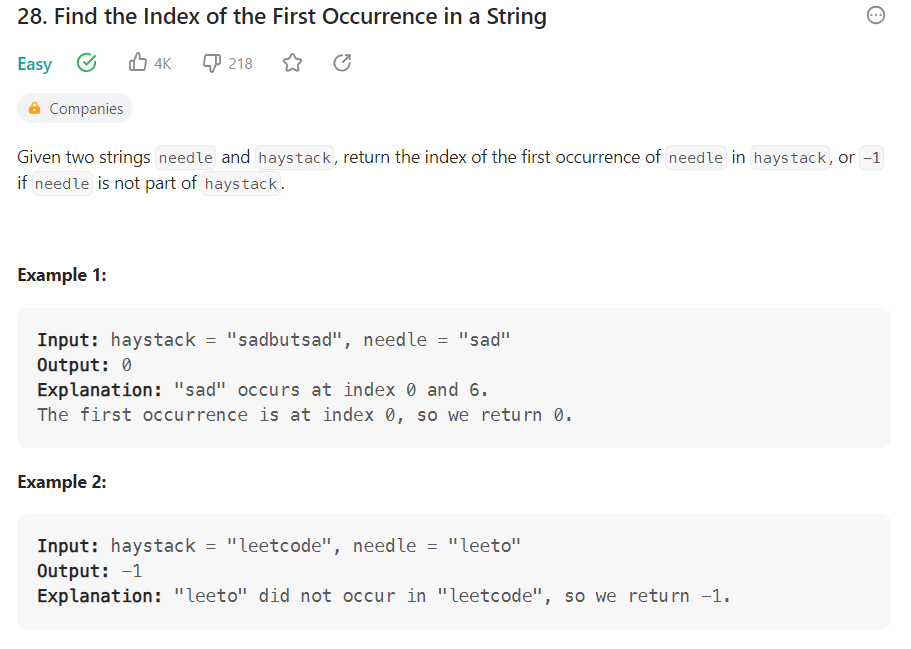 28. Find the Index of the First Occurrence in a String
Easy 4K 218
Companies
Given two strings needle and haystack, return the index of the first occurrence of needle in haystack, or -1
if needle is not part of haystack.
Example 1:
Input: haystack = "sadbutsad", needle = "sad"
Output: 0
Explanation: "sad" occurs at index 0 and 6.
The first occurrence is at index 0, so we return 0.
Example 2:
Input: haystack = "leetcode", needle = "leeto"
Output: -1
Explanation: "leeto" did not occur in "leetcode", so we return -1.